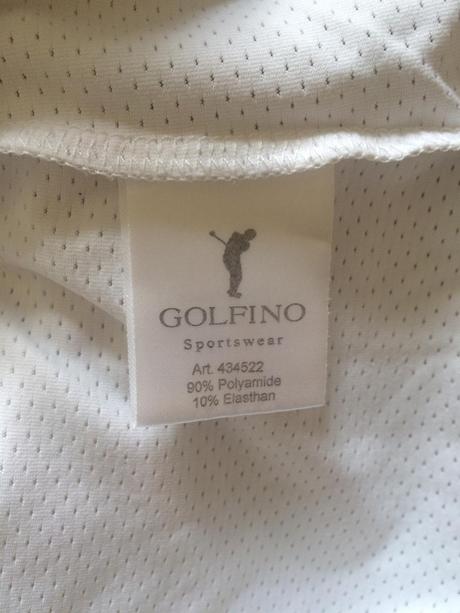 GOLFINO
Sportswear
Art. 434522
90% Polyamide
10% Elasthan